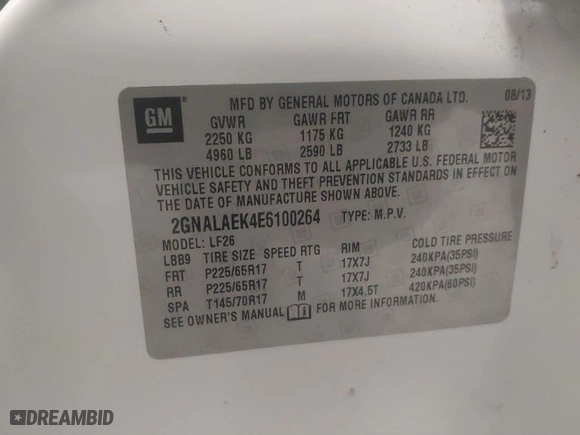 GM
MFD BY GENERAL MOTORS OF CANADA LTD. 08/13
GVWR GAWR FRT GAWR RR
2250 KG 1175 KG 1240 KG
4960 LB 2590 LB 2733 LB
THIS VEHICLE CONFORMS TO ALL APPLICABLE U.S. FEDERAL MOTOR
VEHICLE SAFETY AND THEFT PREVENTION STANDARDS IN EFFECT ON
THE DATE OF MANUFACTURE SHOWN ABOVE.
2GNALAEK4E6100264 TYPE: M.P.V.
MODEL: LF26
LBB9 TIRE SIZE SPEED RTG RIM COLD TIRE PRESSURE
FRT P225/65R17 T 17X7J 240KPA(35PSI)
RR P225/65R17 T 17X7J 240KPA(35PSI)
SPA T145/70R17 M 17X4.5T 420KPA(60PSI)
SEE OWNER'S MANUAL FOR MORE INFORMATION.
DREAMBID